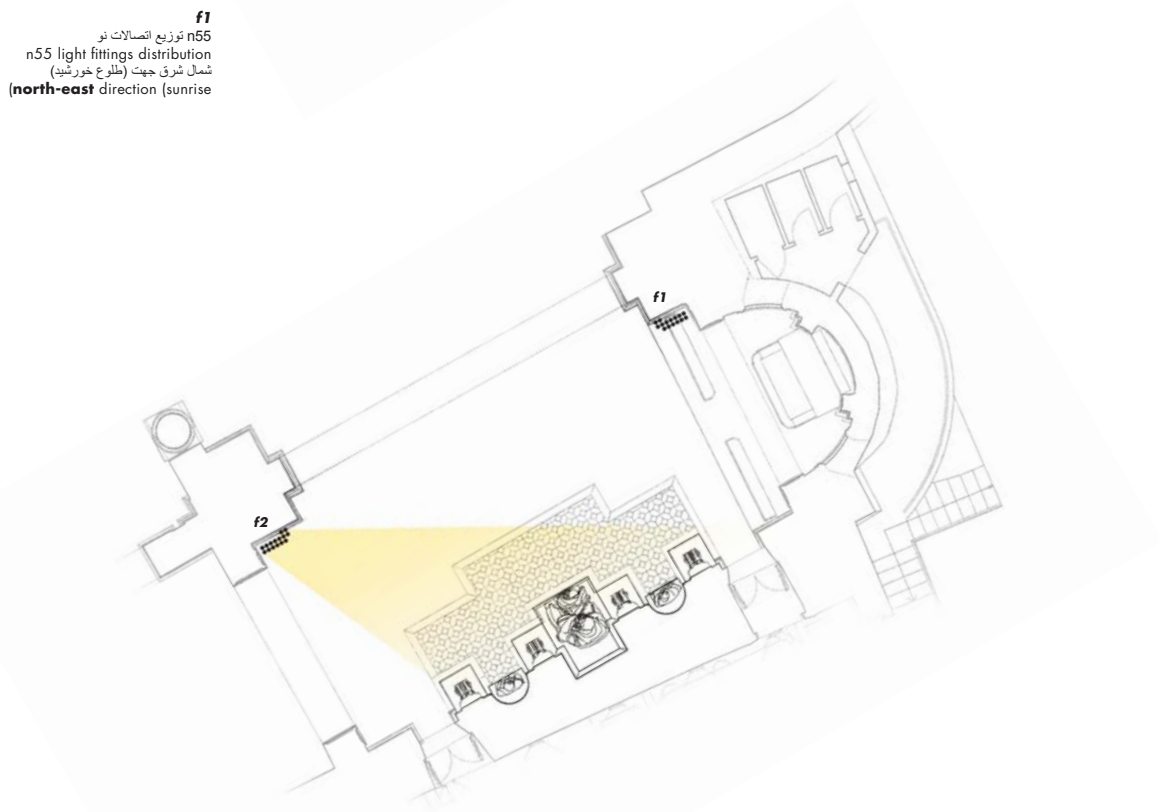 f1
n55 توزیع اتصالات نو
n55 light fittings distribution
شمال شرق جهت (طلوع خورشید)
(north-east direction (sunrise
f1
f2